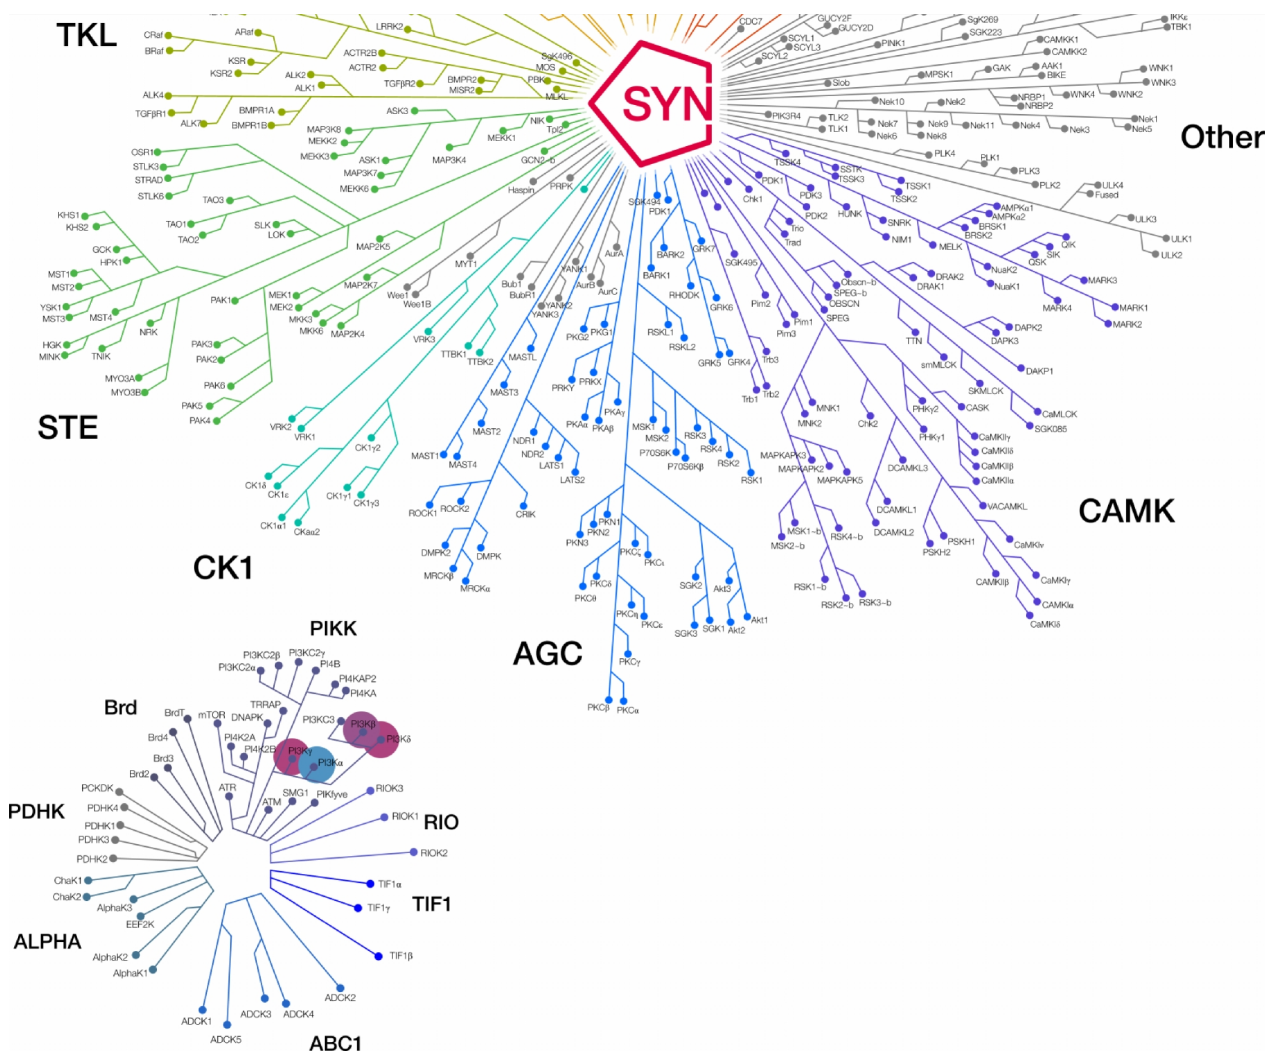 TKL
CRaf
BRaf
ARaf
KSR
KSR2
LRRK2
ACTR2B
ACTR2
TGFβR2
ALK2
ALK1
BMPR2
MISR2
SgK496
MOS
PBK
MLKL
ALK4
TGFβR1
ALK7
BMPR1A
BMPR1B
SYN
CDC7
GUCY2F
GUCY2D
SgK269
SGK223
IKKε
TBK1
SCYL1
SCYL3
SCYL2
PINK1
CAMKK1
CAMKK2
Slob
MPSK1
GAK
AAK1
BIKE
WNK1
WNK3
WNK4
WNK2
NRBP1
NRBP2
Nek10
Nek2
PIK3R4
TLK2
TLK1
Nek7
Nek6
Nek9
Nek8
Nek11
Nek4
Nek3
Nek1
Nek5
Other
PLK4
PLK1
PLK3
PLK2
ULK4
Fused
ULK3
ULK1
ULK2
ASK3
NIK
Tpl2
MEKK1
MAP3K8
MEKK2
MEKK3
ASK1
MAP3K7
MEKK6
MAP3K4
GCN2-b
OSR1
STLK3
STRAD
STLK6
Haspin
PRPK
TAO3
TAO1
TAO2
SLK
LOK
KHS1
KHS2
GCK
HPK1
MST1
MST2
YSK1
MST3
MST4
HGK
MINK
TNIK
NRK
MYO3A
MYO3B
PAK1
PAK3
PAK2
PAK6
PAK5
PAK4
MAP2K5
MAP2K7
MEK1
MEK2
MKK3
MKK6
MAP2K4
STE
Wee1
Wee1B
MYT1
Bub1
BubR1
YANK1
YANK2
YANK3
AurA
AurB
AurC
VRK3
TTBK1
TTBK2
VRK2
VRK1
CK1γ2
CK1δ
CK1ε
CK1γ1
CK1γ3
CK1α1
CKaα2
CK1
SGK494
PDK1
BARK2
BARK1
GRK7
RHODK
GRK6
GRK5
GRK4
RSKL1
RSKL2
PKG2
PKG1
PRKY
PRKX
PKAγ
PKAα
PKAβ
MASTL
MAST3
MAST2
MAST1
MAST4
NDR1
NDR2
LATS1
LATS2
ROCK1
ROCK2
CRIK
DMPK2
DMPK
MRCKβ
MRCKα
MSK1
MSK2
P70S6K
P70S6Kβ
RSK3
RSK4
RSK2
RSK1
PKN1
PKN2
PKN3
PKCζ
PKCι
PKCδ
PKCθ
PKCη
PKCε
PKCγ
PKCβ
PKCα
SGK2
SGK3
SGK1
Akt3
Akt2
Akt1
AGC
TSSK4
SSTK
TSSK3
TSSK1
TSSK2
PDK1
Chk1
PDK3
PDK2
HUNK
SNRK
NIM1
Trio
Trad
SGK495
MELK
AMPKα1
AMPKα2
BRSK1
BRSK2
QIK
SIK
QSK
NuaK2
NuaK1
MARK3
MARK4
MARK1
MARK2
Obscn-b
SPEG-b
OBSCN
SPEG
DRAK2
DRAK1
DAPK2
DAPK3
DAKP1
Pim2
Pim1
Pim3
Trb3
Trb1
Trb2
TTN
smMLCK
SKMLCK
CaMLCK
SGK085
MNK1
MNK2
Chk2
PHKγ2
PHKγ1
CASK
CaMKIIγ
CaMKIIδ
CaMKIIβ
CaMKIIα
MAPKAPK3
MAPKAPK2
MAPKAPK5
DCAMKL3
DCAMKL1
DCAMKL2
VACAMKL
MSK1-b
MSK2-b
RSK4-b
RSK1-b
RSK2-b
RSK3-b
PSKH1
PSKH2
CaMKIv
CAMKIIβ
CaMKIγ
CAMKIα
CaMKIδ
CAMK
PIKK
PI3KC2β
PI3KC2γ
PI3KC2α
PI4B
PI4KAP2
PI4KA
Brd
BrdT
mTOR
TRRAP
DNAPK
PI3KC3
PI3Kβ
PI3Kδ
Brd4
PI4K2A
PI4K2B
PI3Kγ
PI3Kα
Brd3
Brd2
ATR
ATM
SMG1
PIKfyve
PDHK
PCKDK
PDHK4
PDHK1
PDHK3
PDHK2
RIOK3
RIOK1
RIOK2
RIO
ChaK1
ChaK2
AlphaK3
EEF2K
ALPHA
AlphaK2
AlphaK1
TIF1α
TIF1γ
TIF1β
TIF1
ADCK2
ADCK3
ADCK4
ADCK1
ADCK5
ABC1